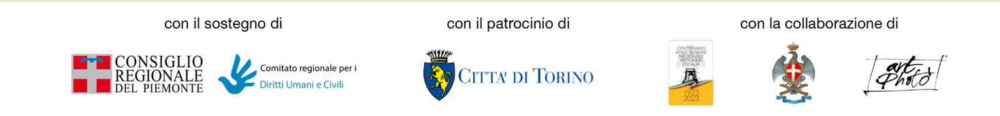 con il sostegno di
CONSIGLIO
REGIONALE
DEL PIEMONTE
Comitato regionale per i
Diritti Umani e Civili
con il patrocinio di
CITTA' DI TORINO
con la collaborazione di
CENTENARIO
ASSOCIAZIONE
NAZIONALE
ARTIGLIERI
D'ITALIA
1923
2023
art
Photò